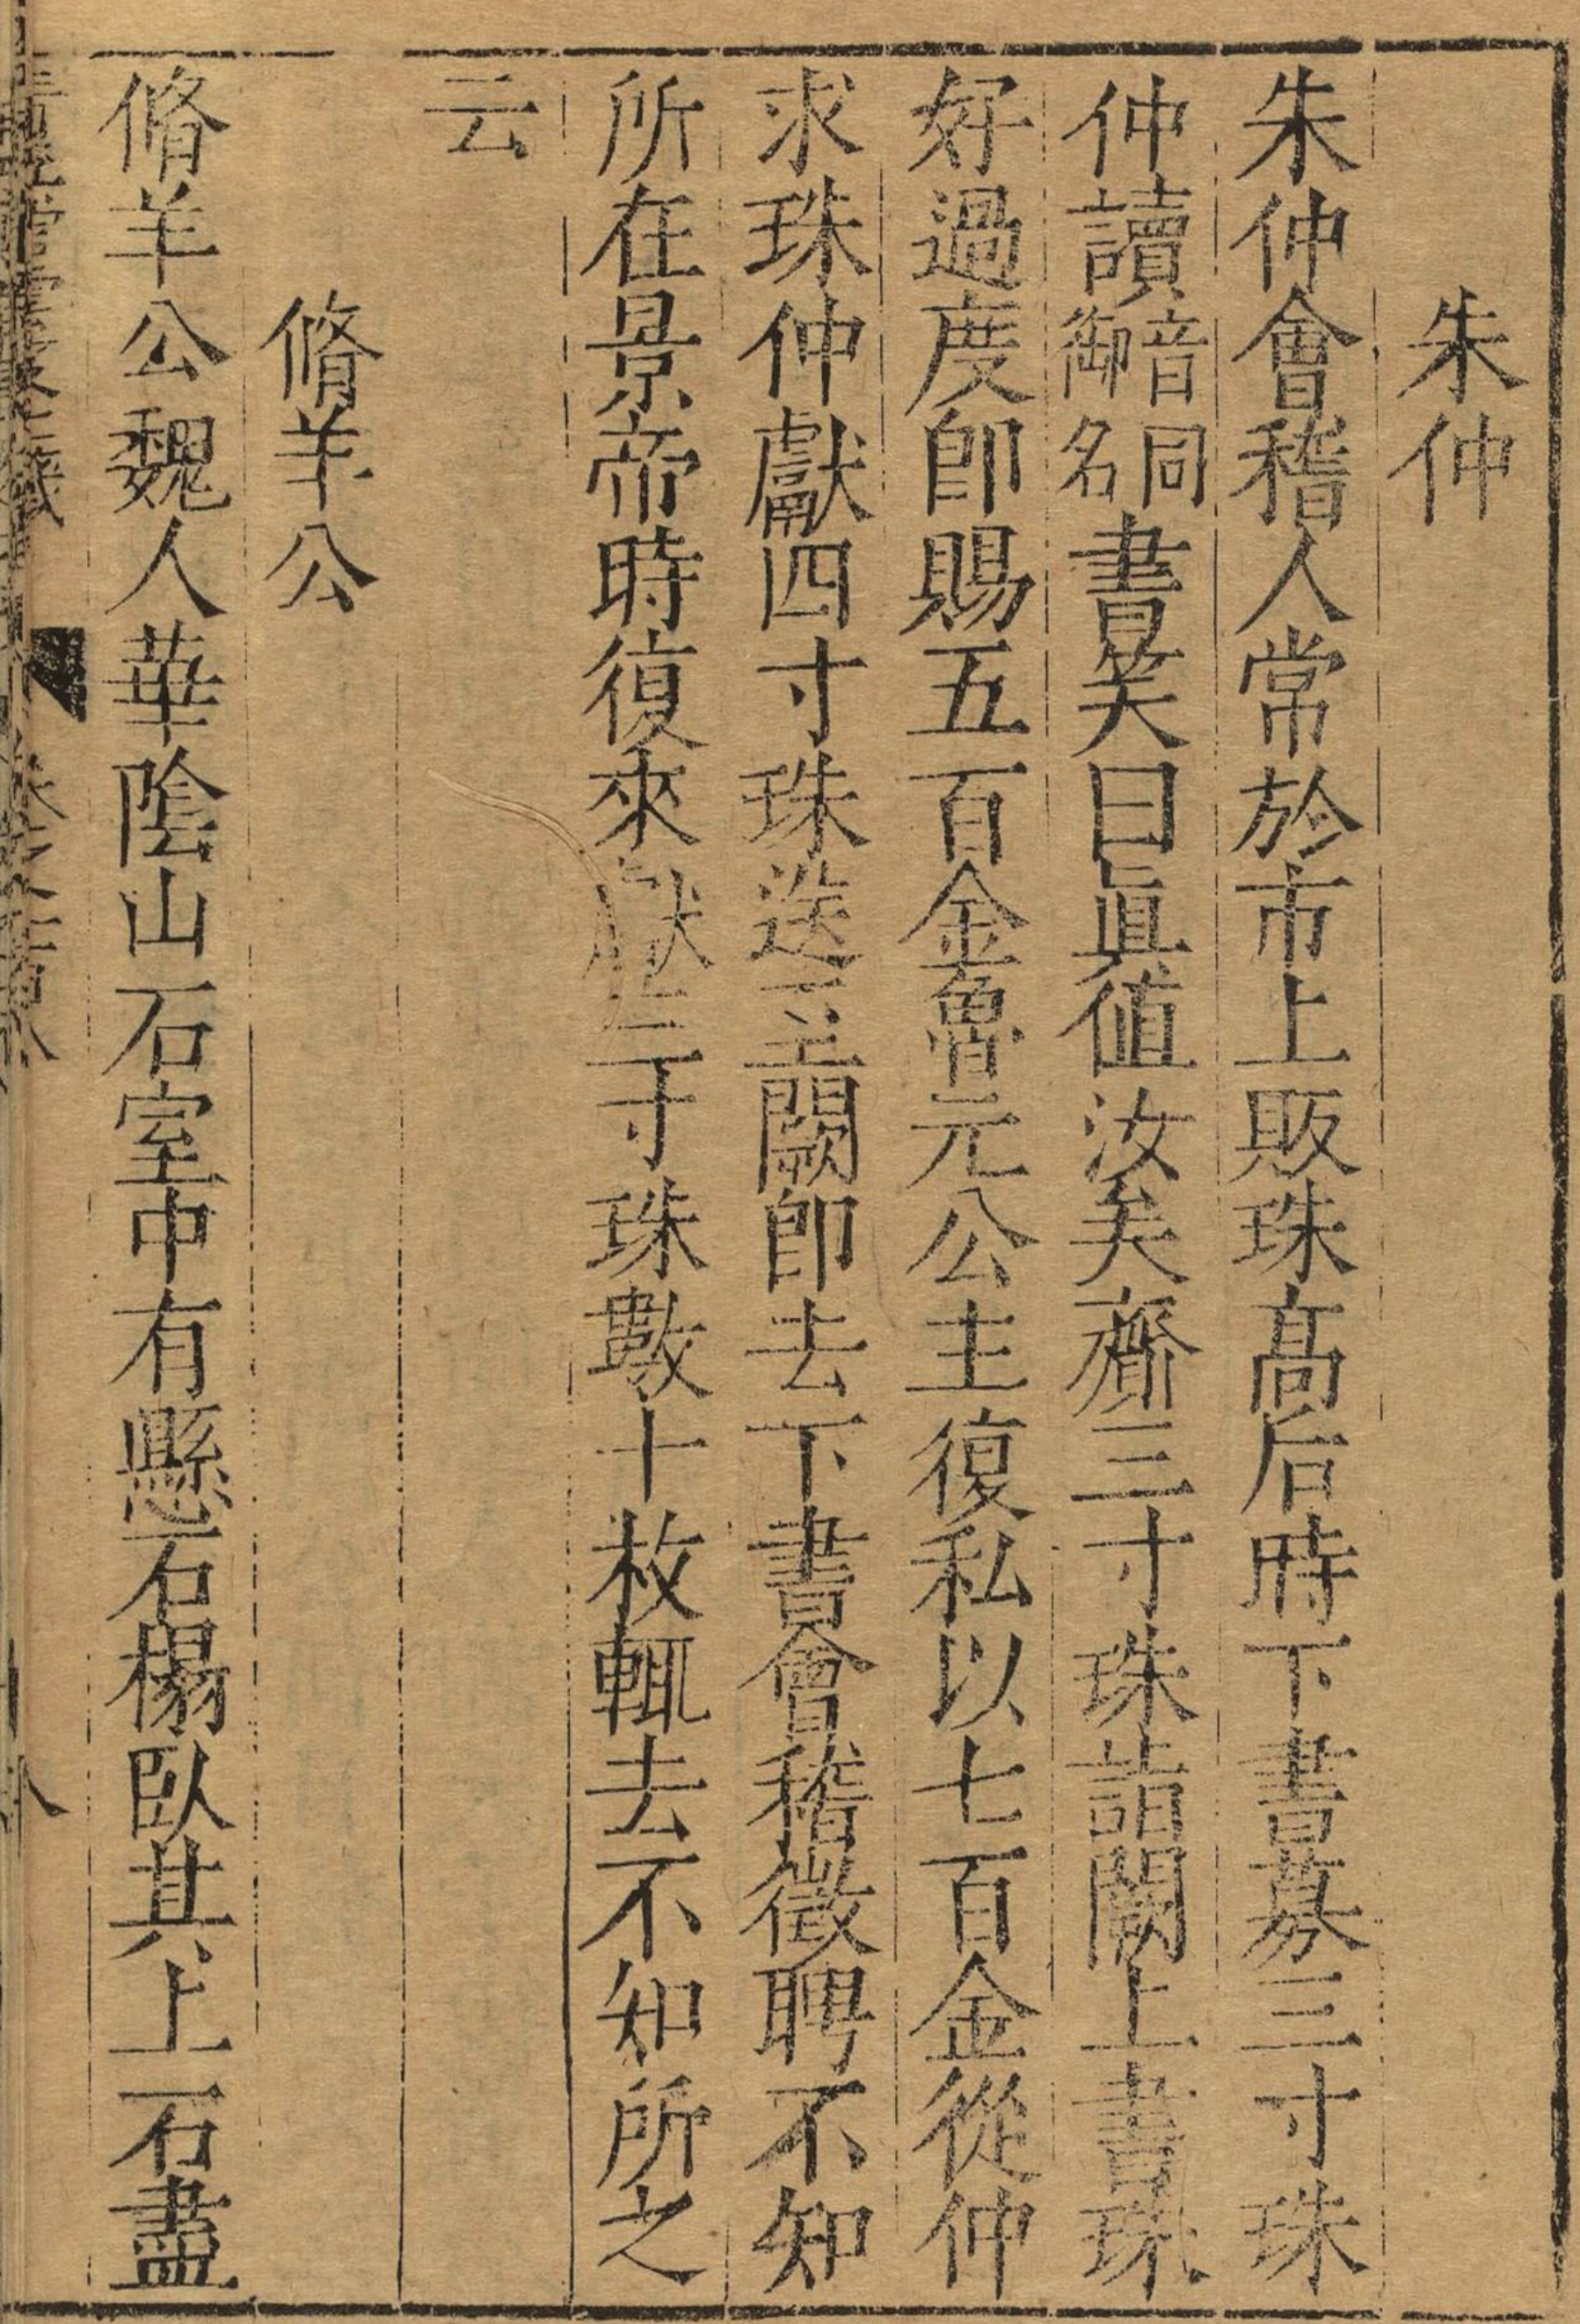 朱仲
朱仲會稽人常於市上販珠高后時下書募三寸珠
仲讀音同御名書笑曰眞値汝矣齎三寸珠詣闕上書珠
好過度卽賜五百金魯元公主復私以七百金從仲
求珠仲獻四寸珠送至闕卽去下書會稽徵聘不知
所在景帝時復來獻三寸珠數十枚輒去不知所之
云
脩羊公
脩羊公魏人華陰山石室中有懸石榻臥其上石盡